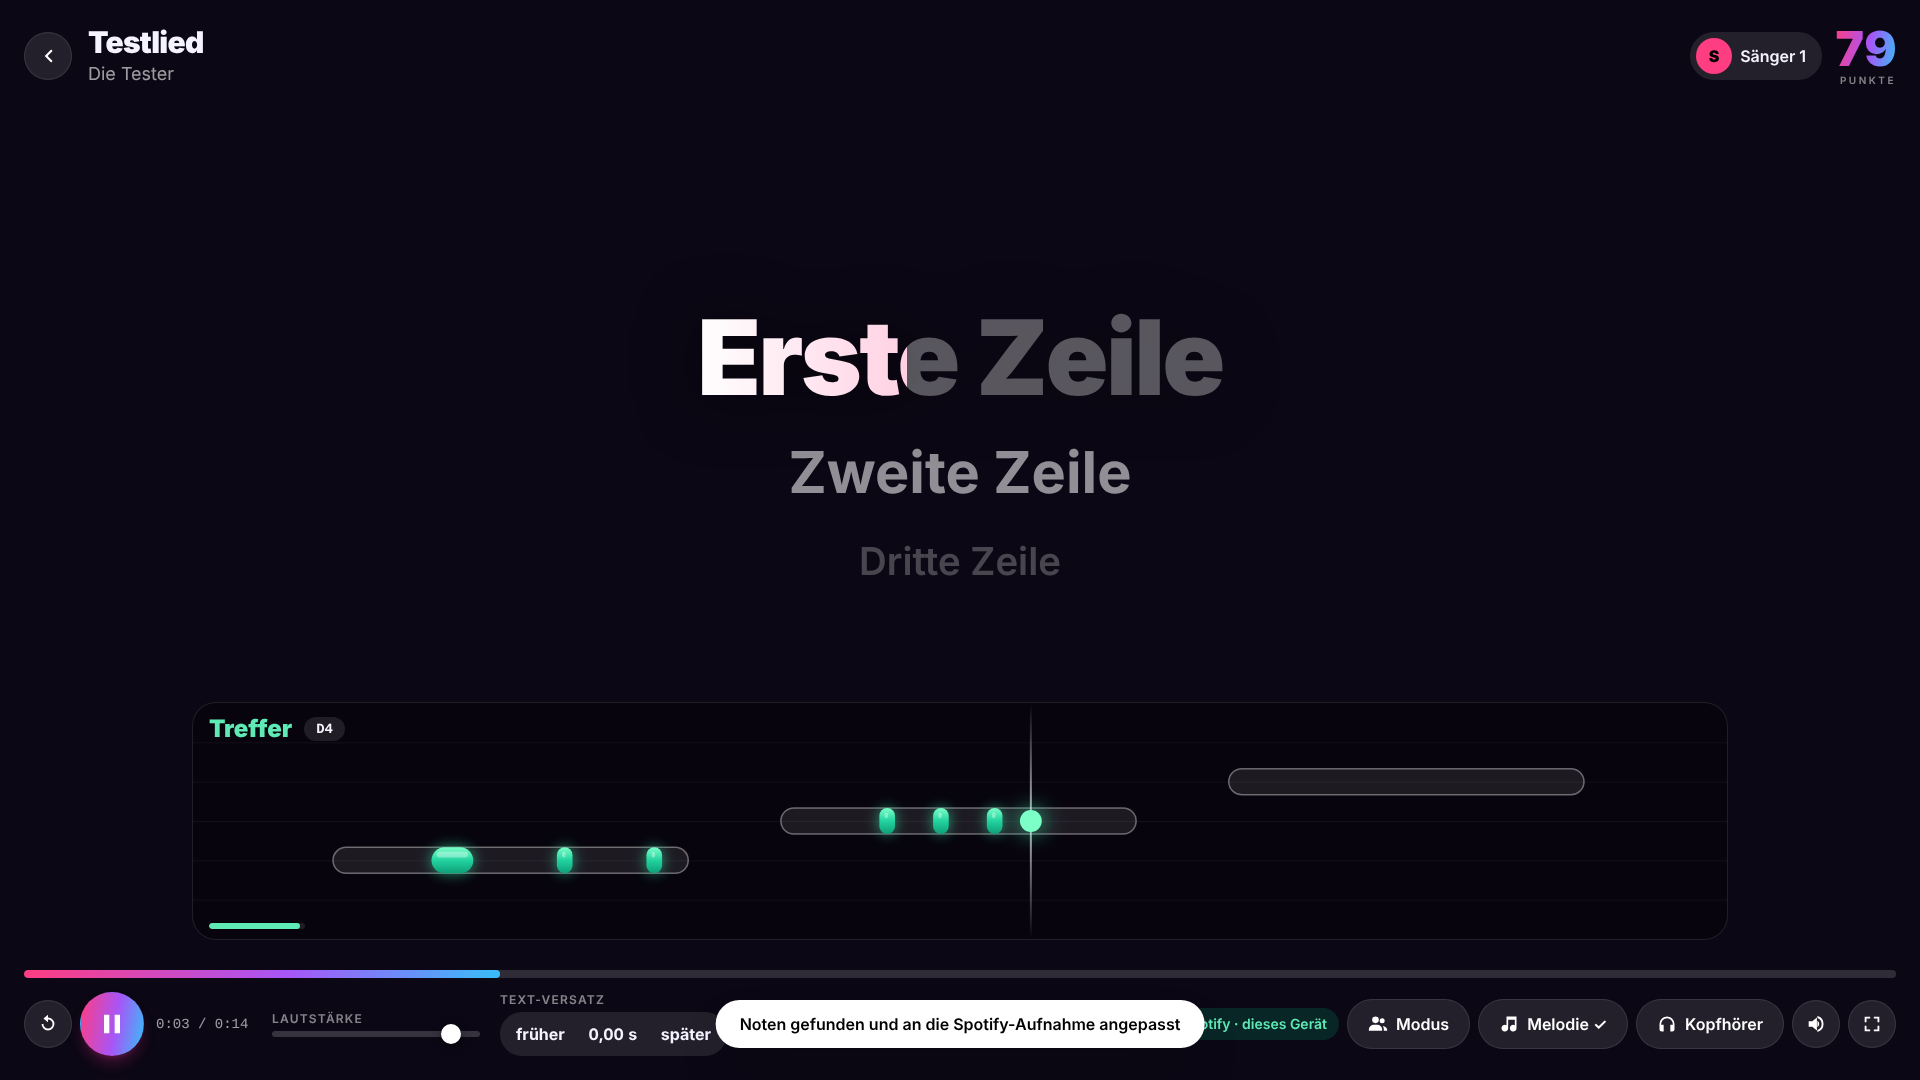 Testlied
Die Tester
S Sänger 1
79
PUNKTE
Erste Zeile
Zweite Zeile
Dritte Zeile
Treffer D4
0:03 / 0:14
LAUTSTÄRKE
TEXT-VERSATZ
früher 0,00 s später
Noten gefunden und an die Spotify-Aufnahme angepasst
· dieses Gerät
Modus
Melodie ✓
Kopfhörer